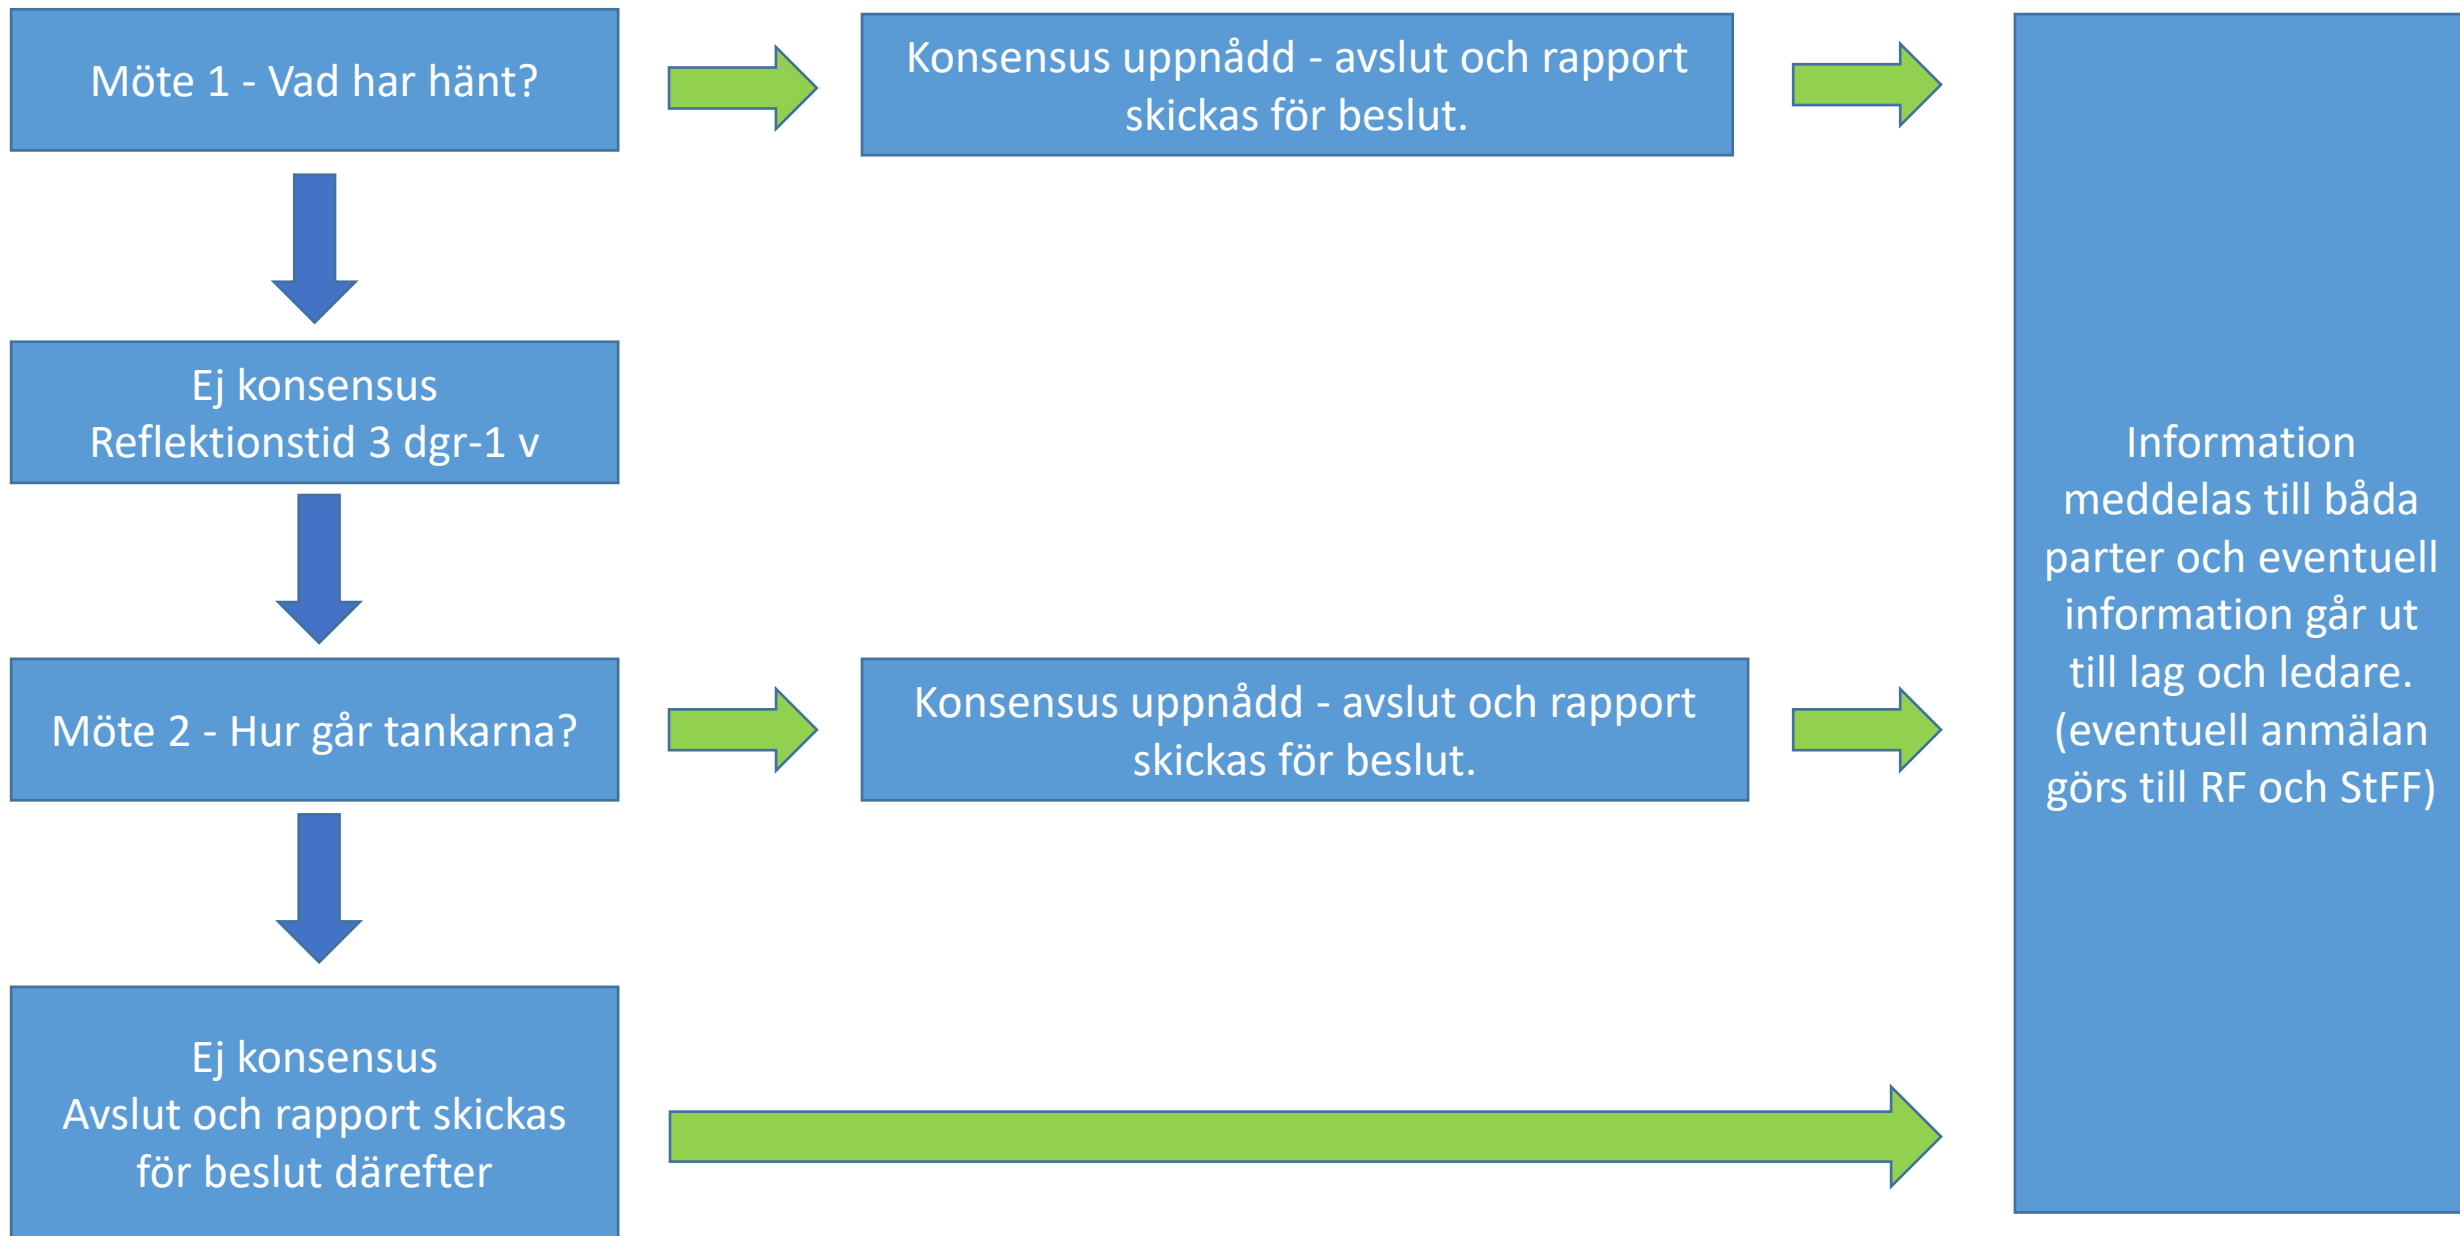 Möte 1 - Vad har hänt?
Konsensus uppnådd - avslut och rapport
skickas för beslut.
Ej konsensus
Reflektionstid 3 dgr-1 v
Möte 2 - Hur går tankarna?
Konsensus uppnådd - avslut och rapport
skickas för beslut.
Ej konsensus
Avslut och rapport skickas
för beslut därefter
Information
meddelas till båda
parter och eventuell
information går ut
till lag och ledare.
(eventuell anmälan
görs till RF och StFF)